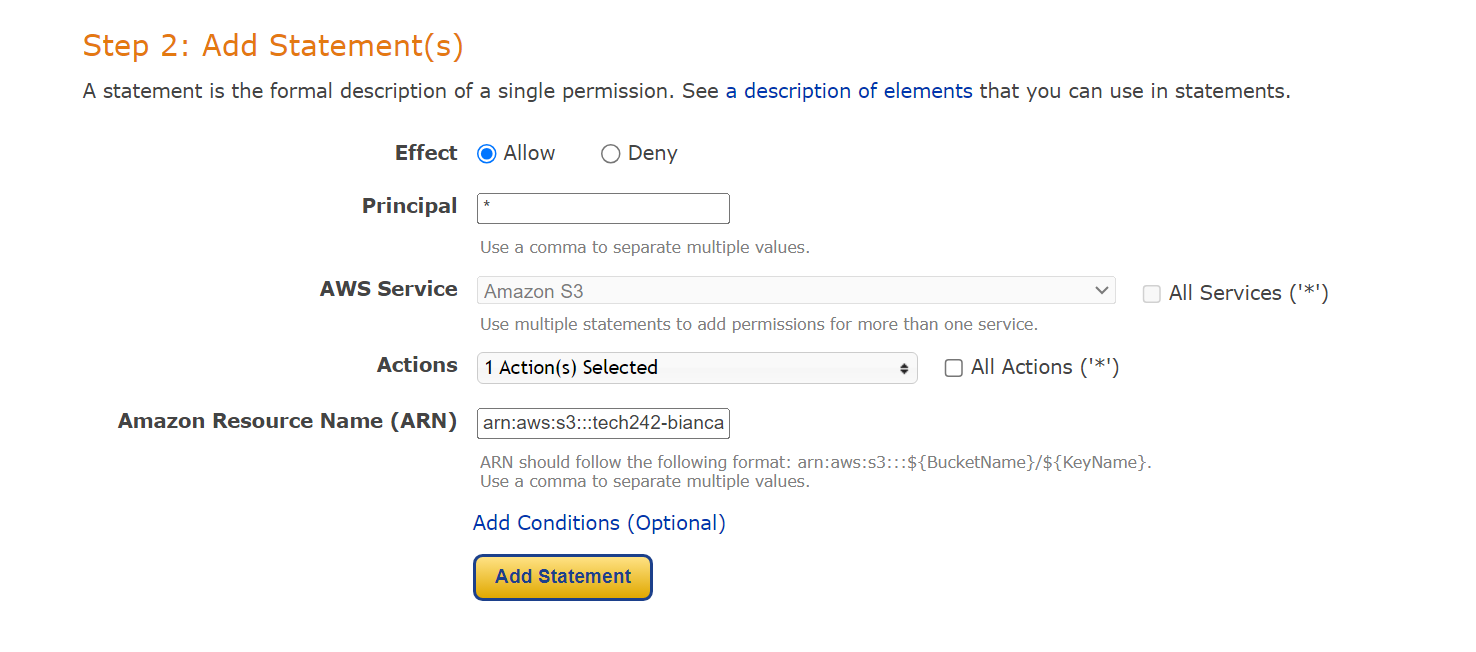 Step 2: Add Statement(s)
A statement is the formal description of a single permission. See a description of elements that you can use in statements.
Effect Allow Deny
Principal *
Use a comma to separate multiple values.
AWS Service Amazon S3 All Services ('*')
Use multiple statements to add permissions for more than one service.
Actions 1 Action(s) Selected All Actions ('*')
Amazon Resource Name (ARN) arn:aws:s3:::tech242-bianca
ARN should follow the following format: arn:aws:s3:::${BucketName}/${KeyName}.
Use a comma to separate multiple values.
Add Conditions (Optional)
Add Statement